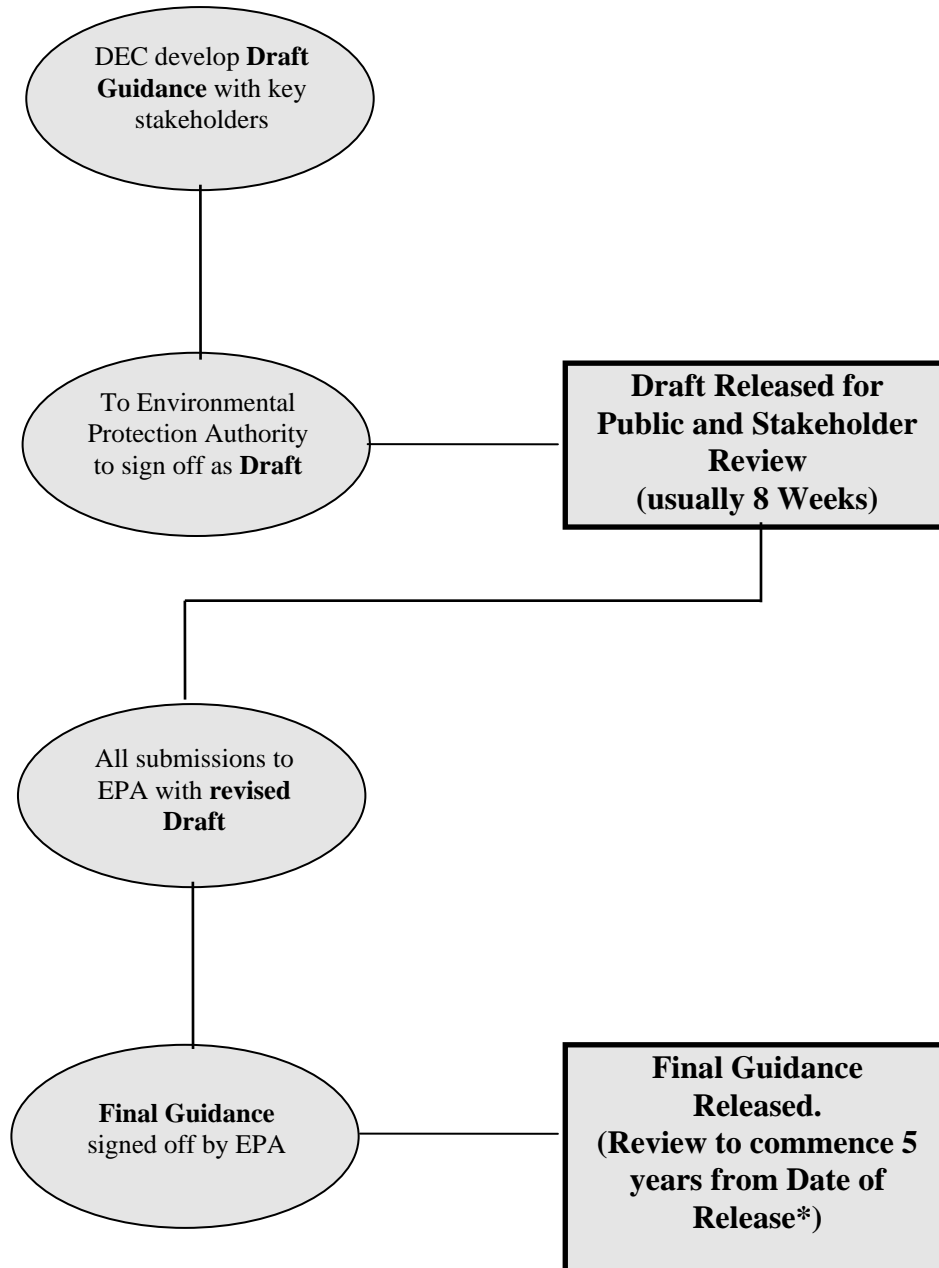 DEC develop Draft
Guidance with key
stakeholders
To Environmental
Protection Authority
to sign off as Draft
Draft Released for
Public and Stakeholder
Review
(usually 8 Weeks)
All submissions to
EPA with revised
Draft
Final Guidance
signed off by EPA
Final Guidance
Released.
(Review to commence 5
years from Date of
Release*)